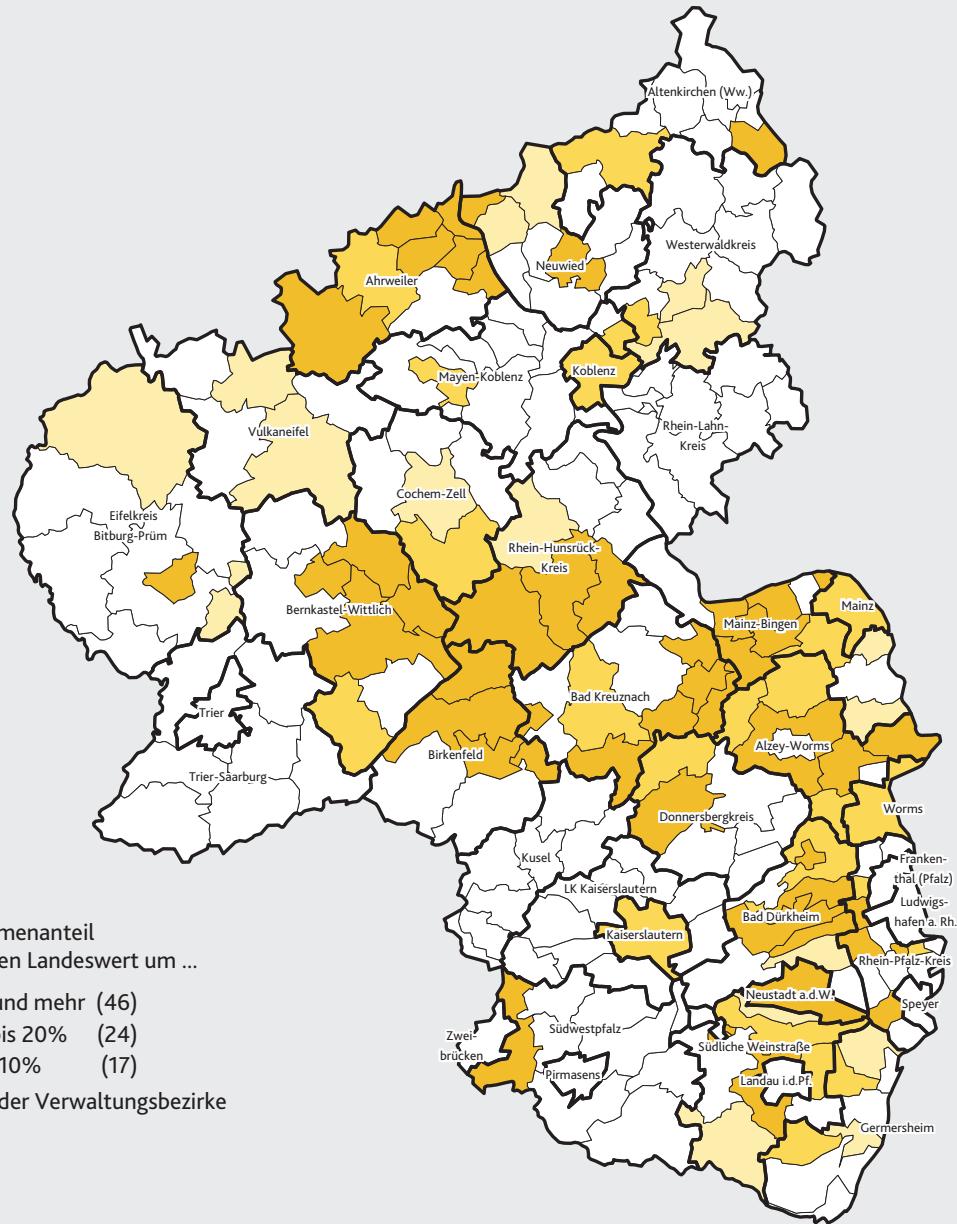 Altenkirchen (Ww.)
Westerwaldkreis
Neuwied
Ahrweiler
Koblenz
Mayen-Koblenz
Rhein-Lahn-
Kreis
Vulkaneifel
Cochem-Zell
Eifelkreis
Bitburg-Prüm
Rhein-Hunsrück-
Kreis
Bernkastel-Wittlich
Mainz
Mainz-Bingen
Bad Kreuznach
Trier
Alzey-Worms
Birkenfeld
Trier-Saarburg
Worms
Donnersbergkreis
Kusel
Franken-
thal (Pfalz)
LK Kaiserslautern
Ludwigs-
hafen a. Rh.
Bad Dürkheim
Kaiserslautern
Rhein-Pfalz-Kreis
Neustadt a.d.W.
Speyer
Zwei-
brücken
Südwestpfalz
Südliche Weinstraße
Pirmasens
Landau i.d.Pf.
Germersheim
menanteil
en Landeswert um ...
und mehr (46)
bis 20% (24)
10% (17)
der Verwaltungsbezirke